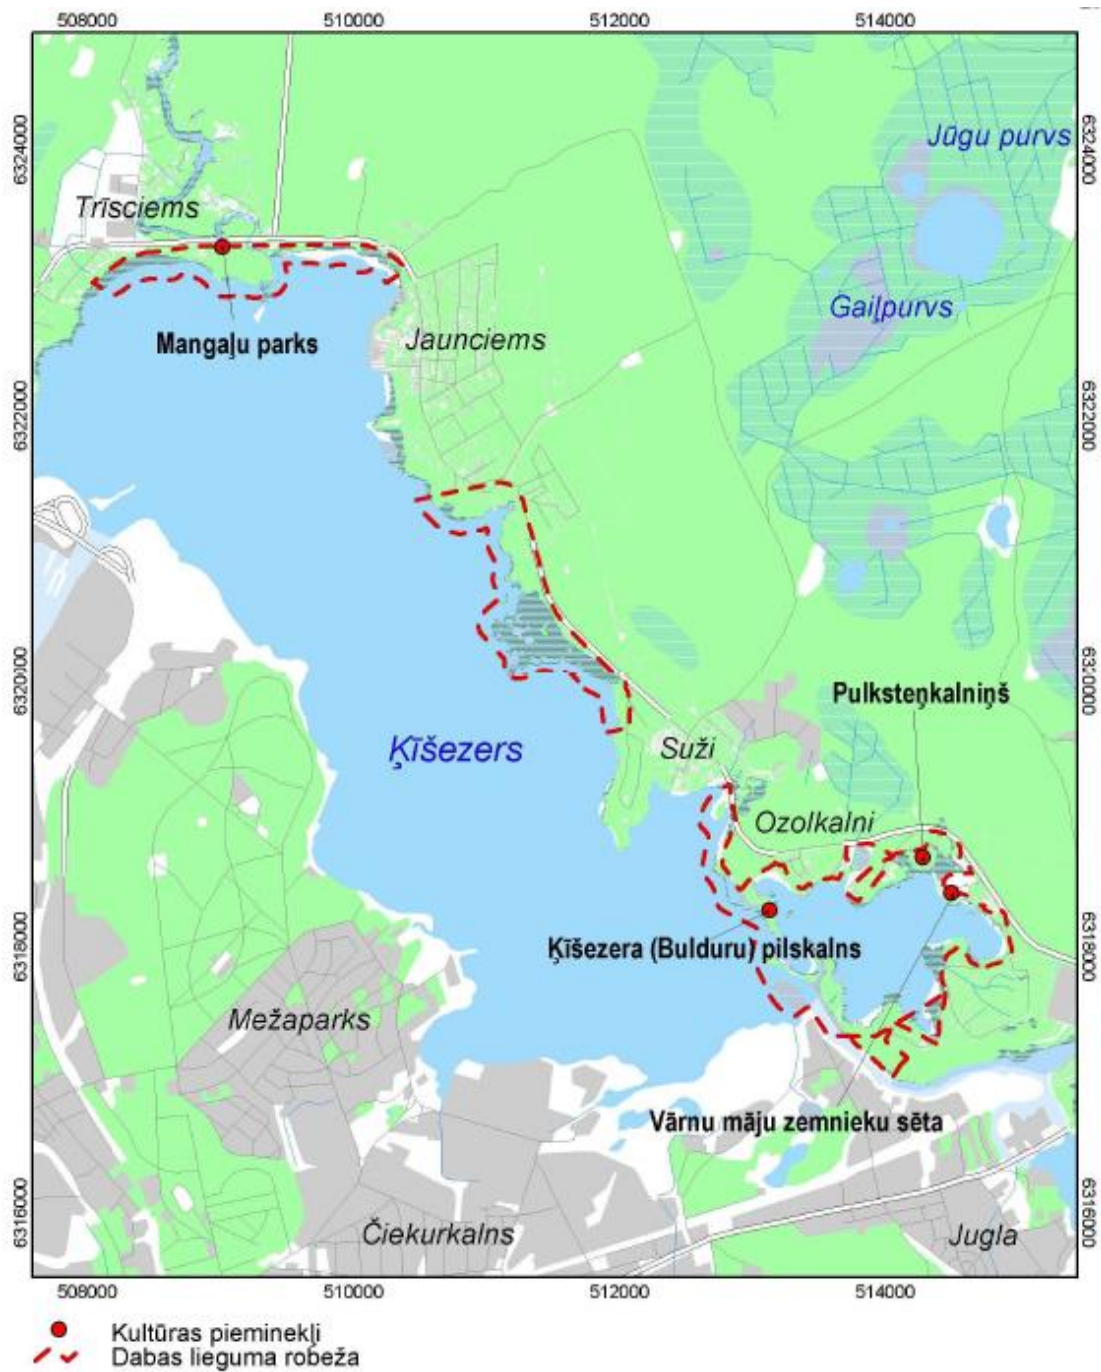 508000 510000 512000 514000
6324000
6324000
Jūgu purvs
Trīsciems
Gaiļpurvs
Mangaļu parks
Jaunciems
6322000
6322000
6320000
6320000
Pulksteņkalniņš
Ķīšezers
Suži
Ozolkalni
6318000
6318000
Ķīšezera (Bulduru) pilskalns
Mežaparks
Vārnu māju zemnieku sēta
6316000
6316000
Čiekurkalns
Jugla
508000 510000 512000 514000
Kultūras pieminekļi
Dabas lieguma robeža